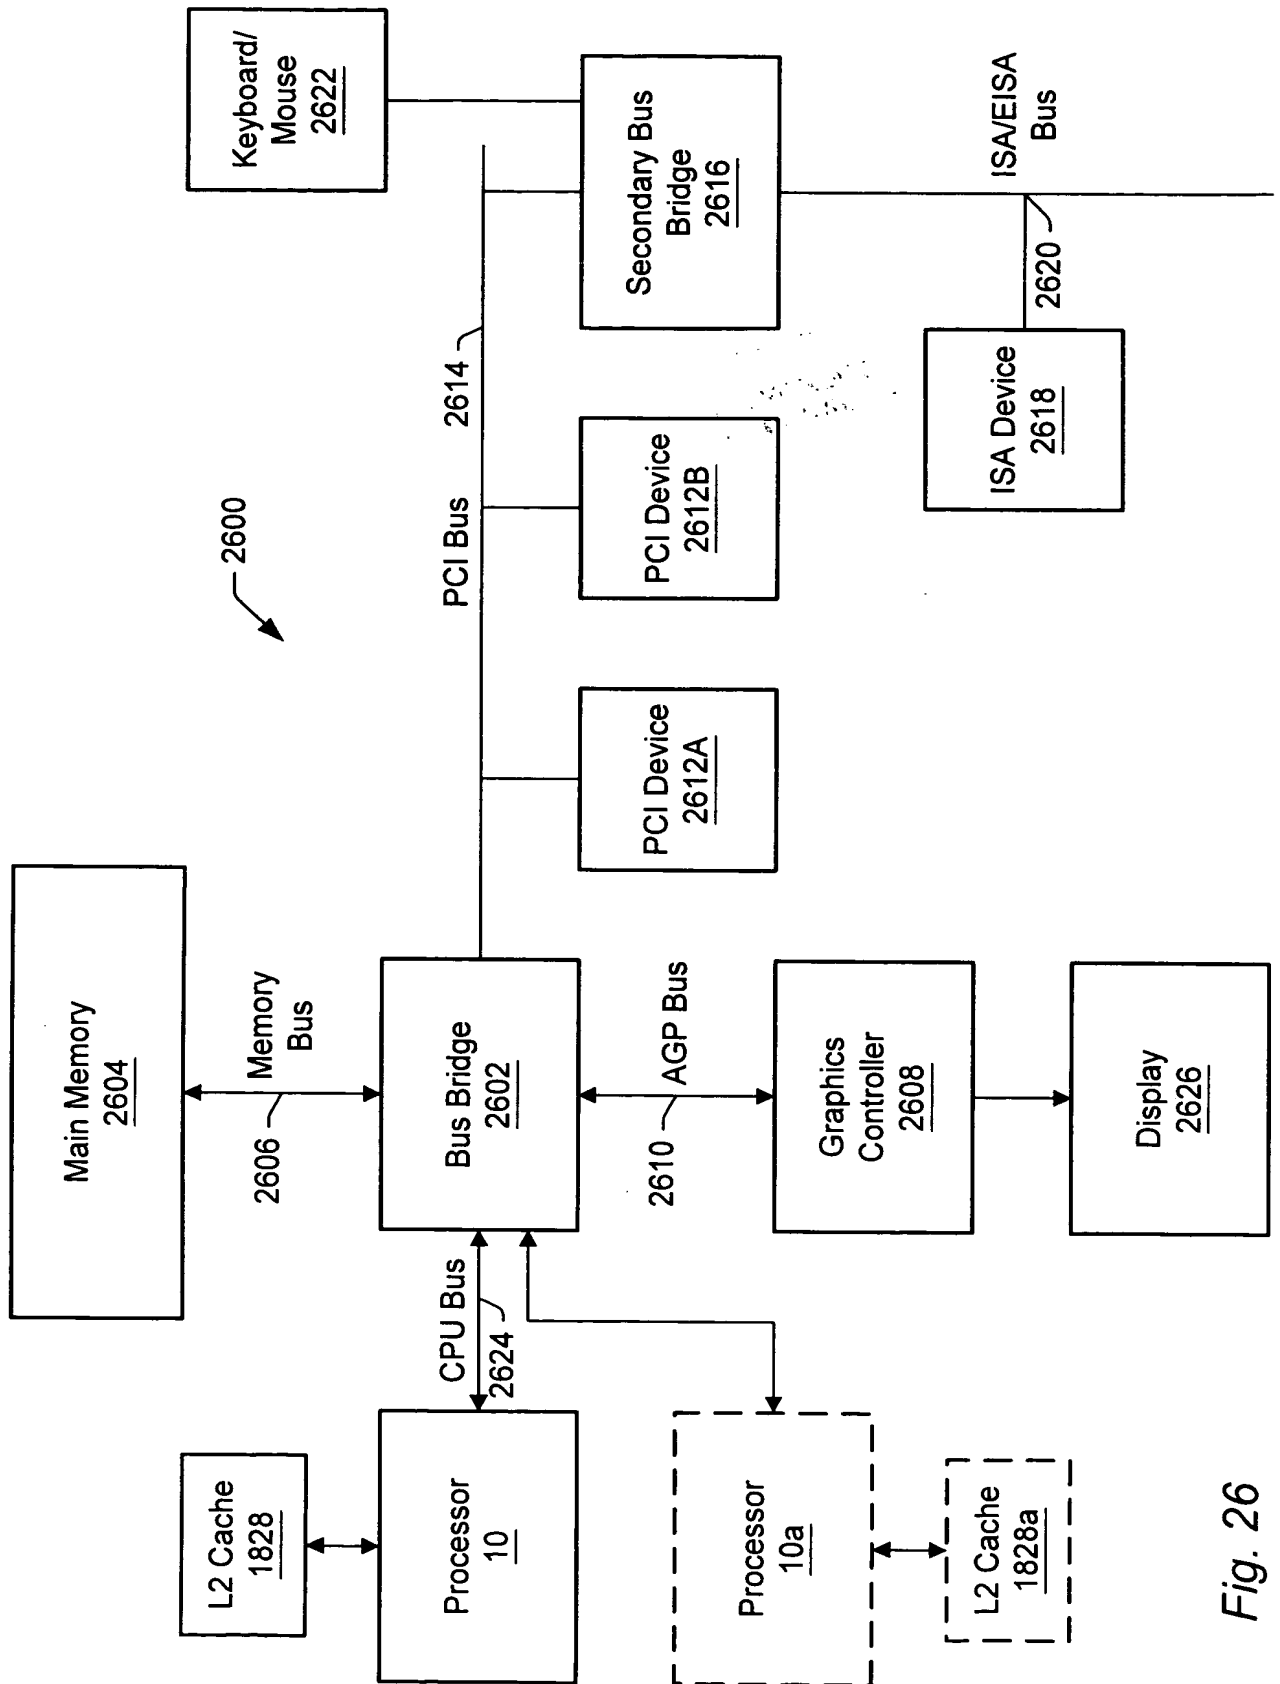 Main Memory
2604
2606
Memory
Bus
L2 Cache
1828
Processor
10
CPU Bus
2624
Bus Bridge
2602
PCI Bus
2614
2600
Keyboard/
Mouse
2622
Processor
10a
L2 Cache
1828a
2610
AGP Bus
Graphics
Controller
2608
Display
2626
PCI Device
2612A
PCI Device
2612B
Secondary Bus
Bridge
2616
ISA Device
2618
2620
ISA/EISA
Bus
Fig. 26